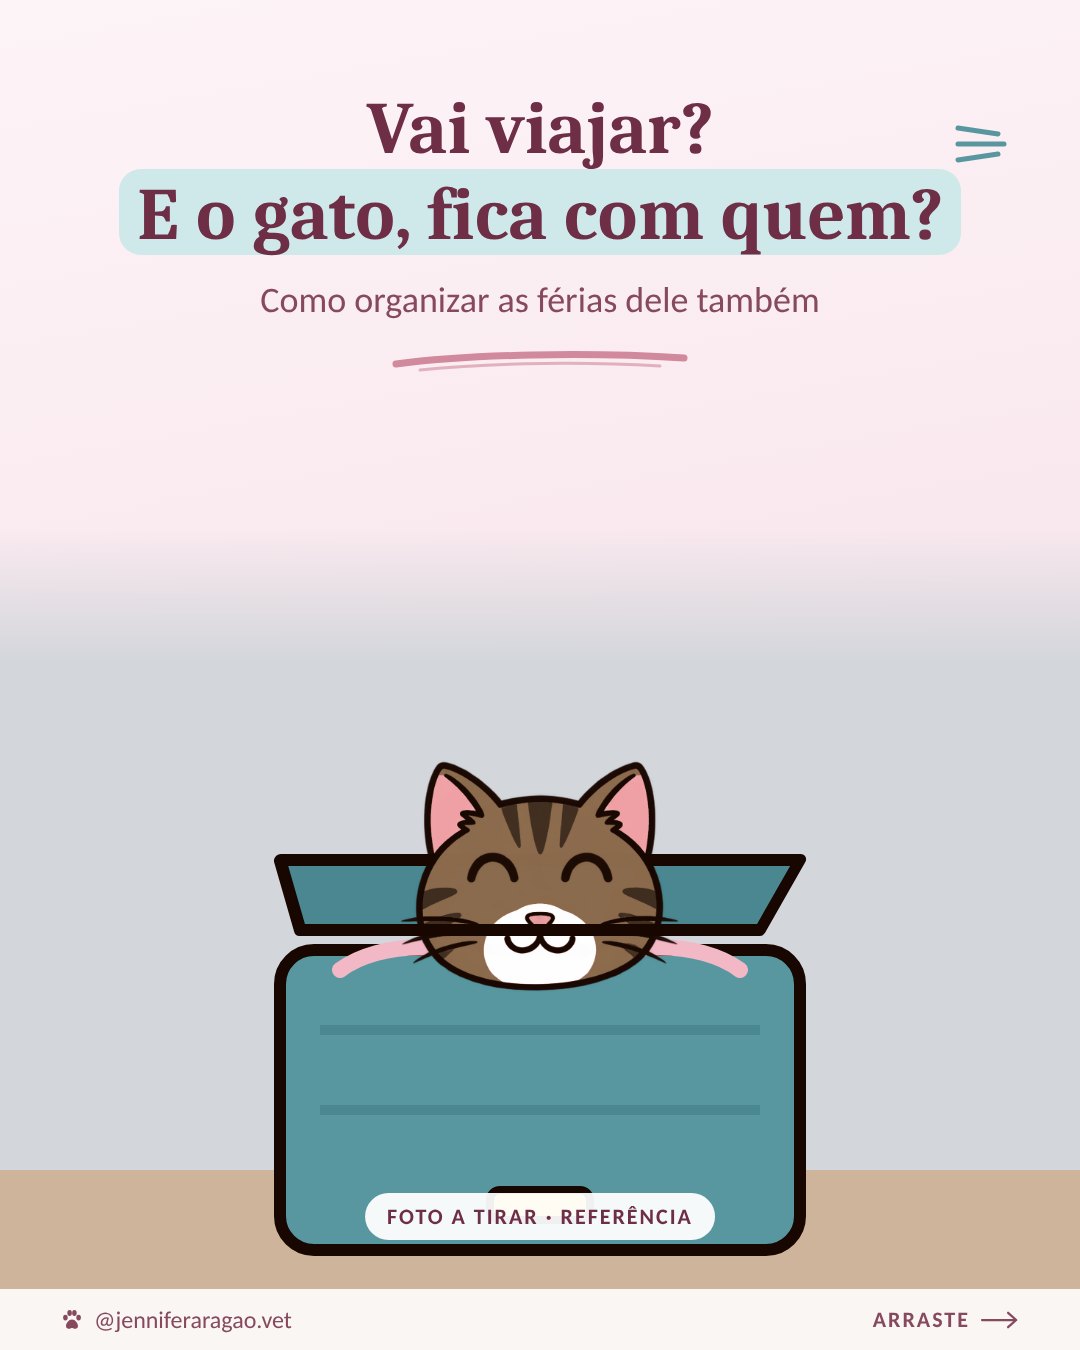 Vai viajar?
E o gato, fica com quem?
Como organizar as férias dele também
FOTO A TIRAR · REFERÊNCIA
@jenniferaragao.vet
ARRASTE